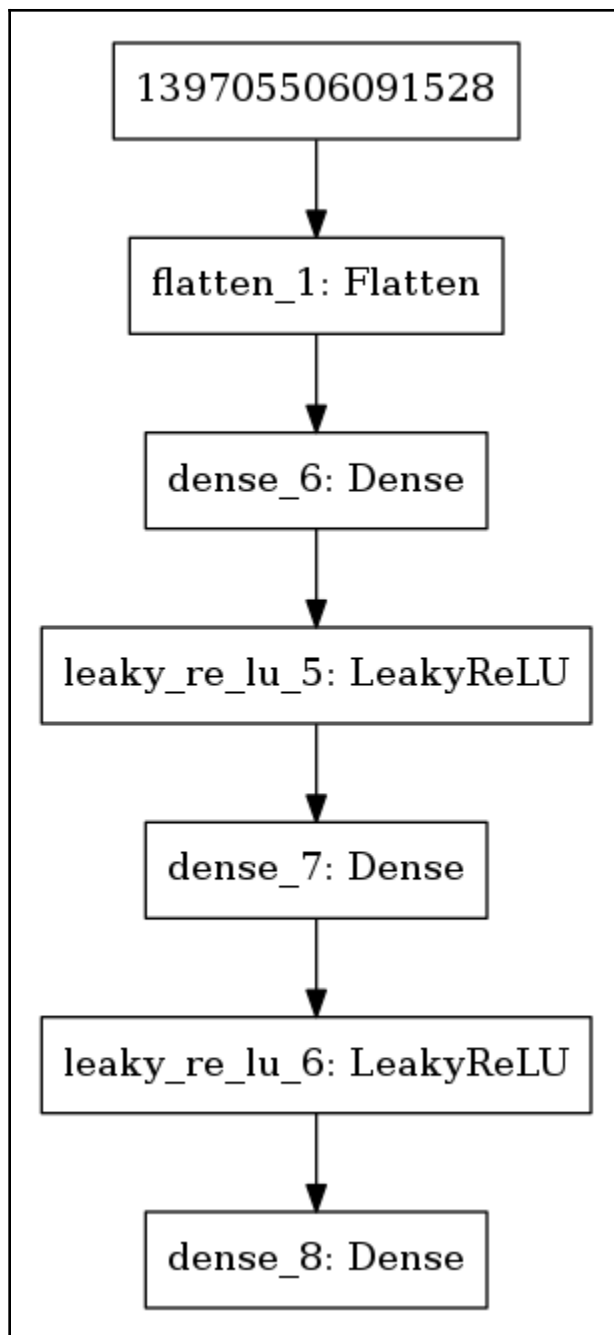 139705506091528
flatten_1: Flatten
dense_6: Dense
leaky_re_lu_5: LeakyReLU
dense_7: Dense
leaky_re_lu_6: LeakyReLU
dense_8: Dense